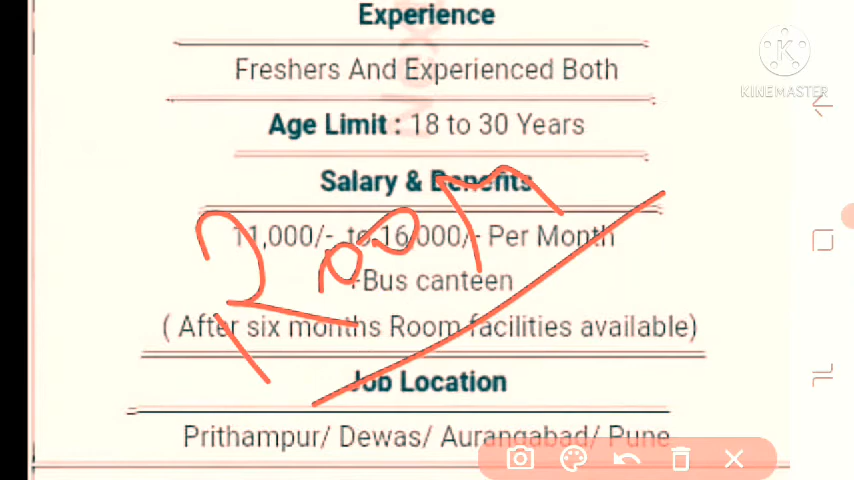 Experience
KINEMASTER
Freshers And Experienced Both
Age Limit : 18 to 30 Years
Salary & Benefits
Room
11,000/- to 16,000/- Per Month
+Bus canteen
( After six months Room facilities available)
Job Location
Prithampur/ Dewas/ Aurangabad/ Pune